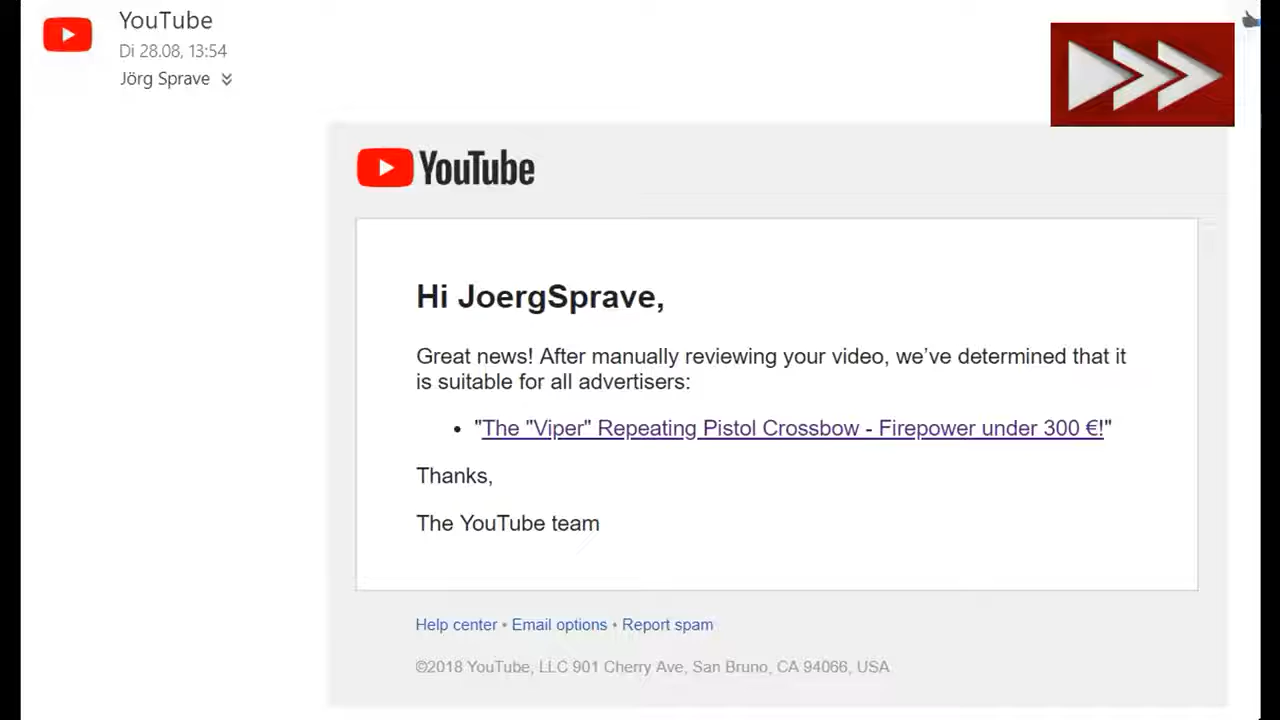 YouTube
Di 28.08, 13:54
Jörg Sprave
YouTube
Hi JoergSprave,
Great news! After manually reviewing your video, we’ve determined that it
is suitable for all advertisers:
• "The "Viper" Repeating Pistol Crossbow - Firepower under 300 €!"
Thanks,
The YouTube team
Help center • Email options • Report spam
©2018 YouTube, LLC 901 Cherry Ave, San Bruno, CA 94066, USA